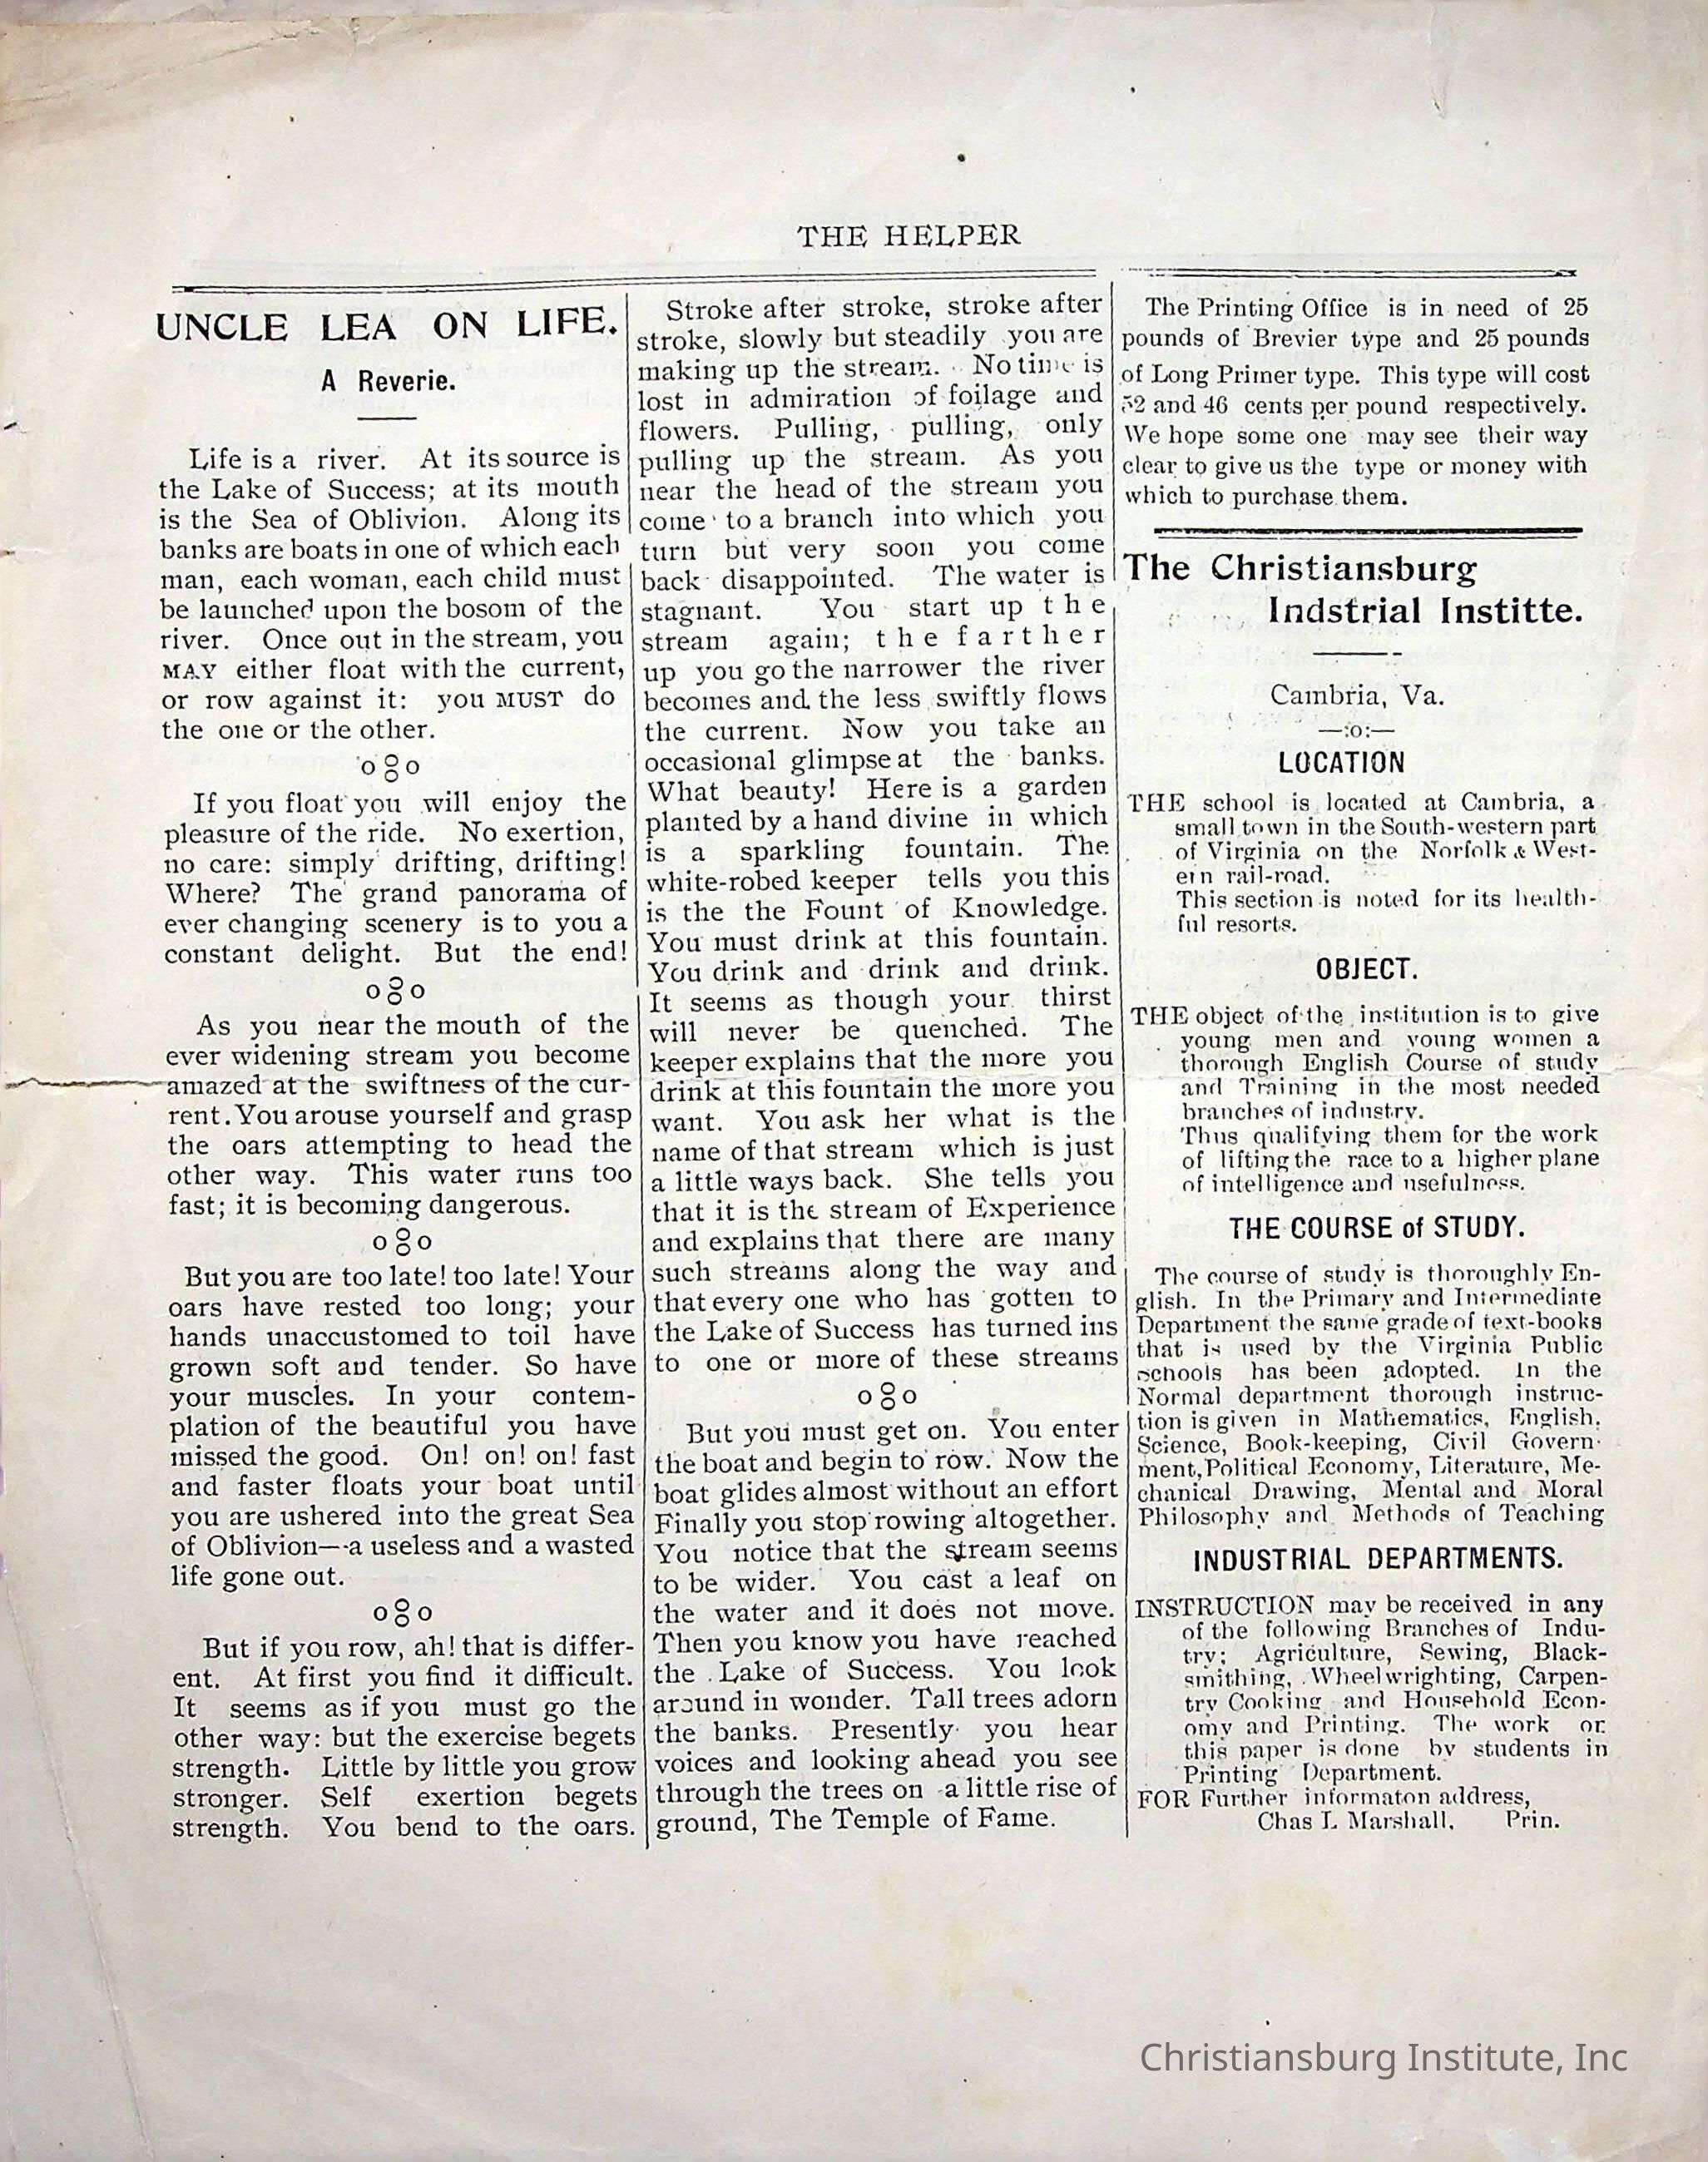 THE HELPER
UNCLE LEA ON LIFE.
A Reverie.
Life is a river. At its source is
the Lake of Success; at its mouth
is the Sea of Oblivion. Along its
banks are boats in one of which each
man, each woman, each child must
be launched upon the bosom of the
river. Once out in the stream, you
MAY either float with the current,
or row against it: you MUST do
the one or the other.
o8o
If you float you will enjoy the
pleasure of the ride. No exertion,
no care: simply drifting, drifting!
Where? The grand panorama of
ever changing scenery is to you a
constant delight. But the end!
o8o
As you near the mouth of the
ever widening stream you become
amazed at the swiftness of the cur-
rent. You arouse yourself and grasp
the oars attempting to head the
other way. This water runs too
fast; it is becoming dangerous.
o8o
But you are too late! too late! Your
oars have rested too long; your
hands unaccustomed to toil have
grown soft and tender. So have
your muscles. In your contem-
plation of the beautiful you have
missed the good. On! on! on! fast
and faster floats your boat until
you are ushered into the great Sea
of Oblivion—-a useless and a wasted
life gone out.
o8o
But if you row, ah! that is differ-
ent. At first you find it difficult.
It seems as if you must go the
other way: but the exercise begets
strength. Little by little you grow
stronger. Self exertion begets
strength. You bend to the oars.
Stroke after stroke, stroke after
stroke, slowly but steadily you are
making up the stream. No time is
lost in admiration of foilage and
flowers. Pulling, pulling, only
pulling up the stream. As you
near the head of the stream you
come to a branch into which you
turn but very soon you come
back disappointed. The water is
stagnant. You start up the
stream again; the farther
up you go the narrower the river
becomes and the less swiftly flows
the current. Now you take an
occasional glimpse at the banks.
What beauty! Here is a garden
planted by a hand divine in which
is a sparkling fountain. The
white-robed keeper tells you this
is the the Fount of Knowledge.
You must drink at this fountain.
You drink and drink and drink.
It seems as though your thirst
will never be quenched. The
keeper explains that the more you
drink at this fountain the more you
want. You ask her what is the
name of that stream which is just
a little ways back. She tells you
that it is the stream of Experience
and explains that there are many
such streams along the way and
that every one who has gotten to
the Lake of Success has turned ins
to one or more of these streams
o8o
But you must get on. You enter
the boat and begin to row. Now the
boat glides almost without an effort
Finally you stop rowing altogether.
You notice that the stream seems
to be wider. You cast a leaf on
the water and it does not move.
Then you know you have reached
the Lake of Success. You look
around in wonder. Tall trees adorn
the banks. Presently you hear
voices and looking ahead you see
through the trees on a little rise of
ground, The Temple of Fame.
The Printing Office is in need of 25
pounds of Brevier type and 25 pounds
of Long Primer type. This type will cost
52 and 46 cents per pound respectively.
We hope some one may see their way
clear to give us the type or money with
which to purchase them.
The Christiansburg
Indstrial Institte.
Cambria, Va.
—:o:—
LOCATION
THE school is located at Cambria, a
small town in the South-western part
of Virginia on the Norfolk & West-
ern rail-road.
This section is noted for its health-
ful resorts.
OBJECT.
THE object of the institution is to give
young men and young women a
thorough English Course of study
and Training in the most needed
branches of industry.
Thus qualifying them for the work
of lifting the race to a higher plane
of intelligence and usefulness.
THE COURSE of STUDY.
The course of study is thoroughly En-
glish. In the Primary and Intermediate
Department the same grade of text-books
that is used by the Virginia Public
schools has been adopted. In the
Normal department thorough instruc-
tion is given in Mathematics, English,
Science, Book-keeping, Civil Govern-
ment, Political Economy, Literature, Me-
chanical Drawing, Mental and Moral
Philosophy and Methods of Teaching
INDUSTRIAL DEPARTMENTS.
INSTRUCTION may be received in any
of the following Branches of Indu-
try; Agriculture, Sewing, Black-
smithing, Wheelwrighting, Carpen-
try Cooking and Household Econ-
omy and Printing. The work on
this paper is done by students in
Printing Department.
FOR Further informaton address,
Chas L Marshall, Prin.
Christiansburg Institute, Inc